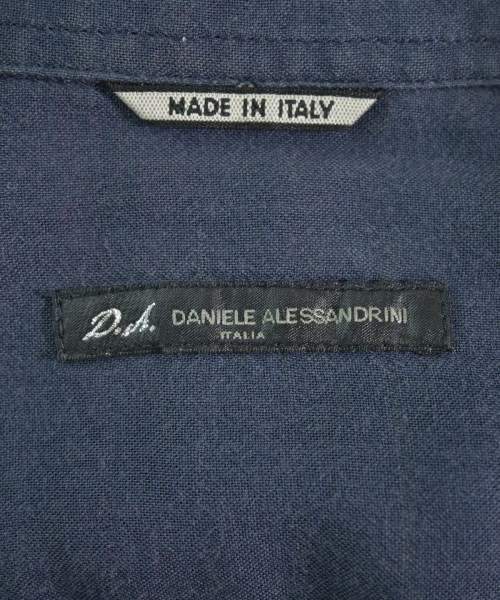 MADE IN ITALY
D.A. DANIELE ALESSANDRINI
ITALIA